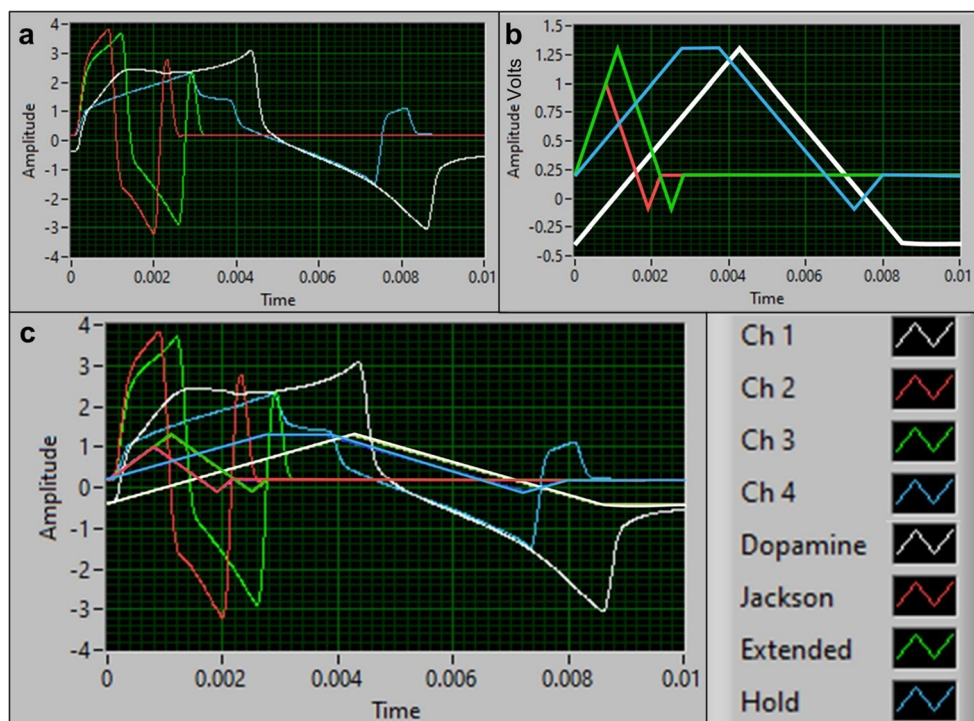 a
4
3
2
1
0
-1
-2
-3
-4
Amplitude
0
0.002
0.004
0.006
0.008
0.01
Time
b
1.5
1.25
1
0.75
0.5
0.25
0
-0.25
-0.5
Amplitude Volts
0
0.002
0.004
0.006
0.008
0.01
Time
c
4
3
2
1
0
-1
-2
-3
-4
Amplitude
0
0.002
0.004
0.006
0.008
0.01
Time
Ch 1
Ch 2
Ch 3
Ch 4
Dopamine
Jackson
Extended
Hold